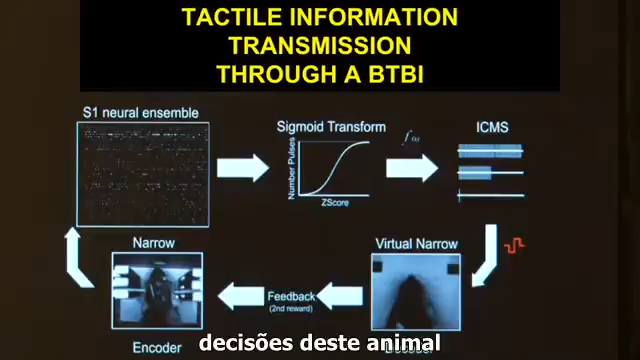 TACTILE INFORMATION
TRANSMISSION
THROUGH A BTBI
S1 neural ensemble
Sigmoid Transform
ICMS
Number Pulses
ZScore
Narrow
Virtual Narrow
Feedback
(2nd reward)
Encoder
decisões deste animal